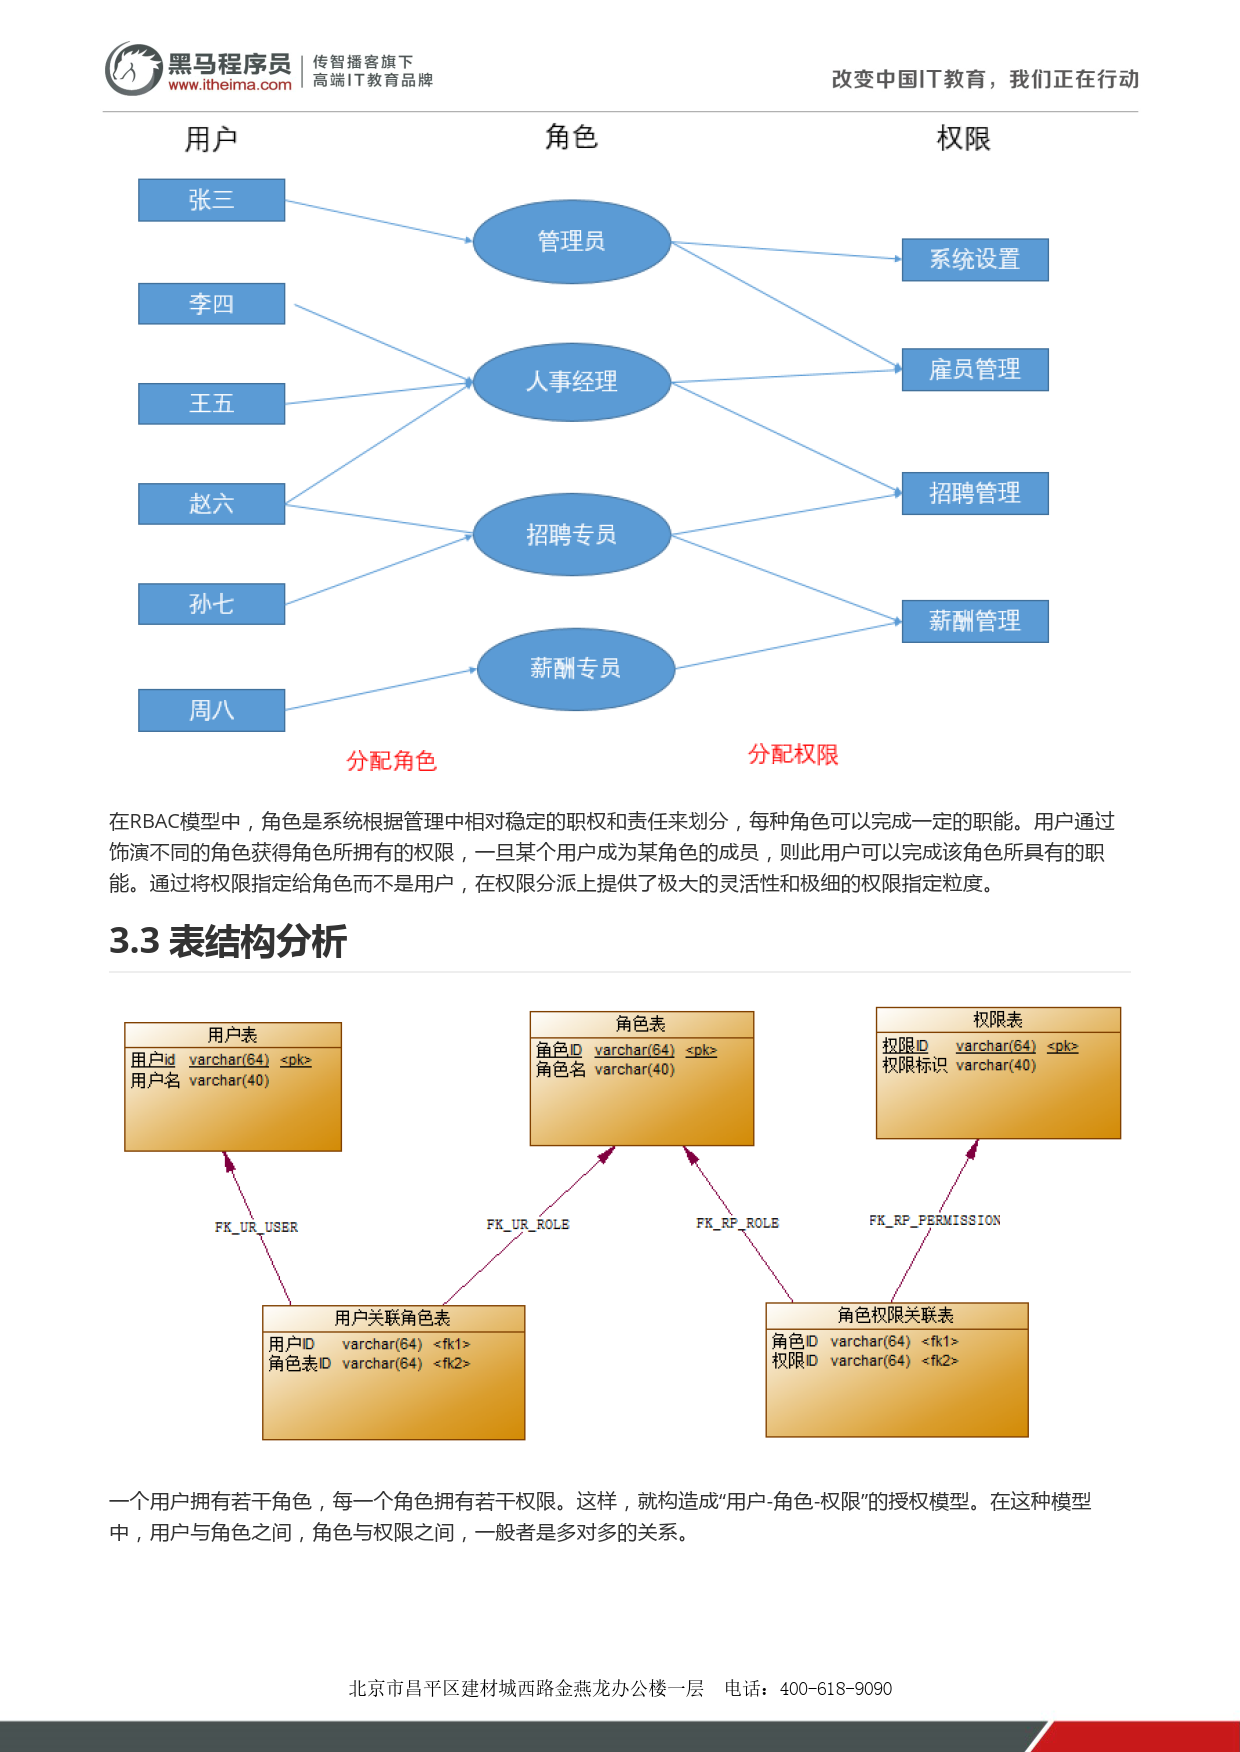 黑马程序员
www.itheima.com
传智播客旗下
高端IT教育品牌
改变中国IT教育，我们正在行动
用户 角色 权限
张三
管理员
系统设置
李四
人事经理
雇员管理
王五
赵六
招聘专员
招聘管理
孙七
薪酬专员
薪酬管理
周八
分配角色
分配权限
在RBAC模型中，角色是系统根据管理中相对稳定的职权和责任来划分，每种角色可以完成一定的职能。用户通过
饰演不同的角色获得角色所拥有的权限，一旦某个用户成为某角色的成员，则此用户可以完成该角色所具有的职
能。通过将权限指定给角色而不是用户，在权限分派上提供了极大的灵活性和极细的权限指定粒度。
3.3 表结构分析
用户表
用户id varchar(64) <pk>
用户名 varchar(40)
角色表
角色ID varchar(64) <pk>
角色名 varchar(40)
权限表
权限ID varchar(64) <pk>
权限标识 varchar(40)
FK_UR_USER
FK_UR_ROLE
FK_RP_ROLE
FK_RP_PERMISSION
用户关联角色表
用户ID varchar(64) <fk1>
角色表ID varchar(64) <fk2>
角色权限关联表
角色ID varchar(64) <fk1>
权限ID varchar(64) <fk2>
一个用户拥有若干角色，每一个角色拥有若干权限。这样，就构造成“用户-角色-权限”的授权模型。在这种模型
中，用户与角色之间，角色与权限之间，一般者是多对多的关系。
北京市昌平区建材城西路金燕龙办公楼一层 电话：400-618-9090